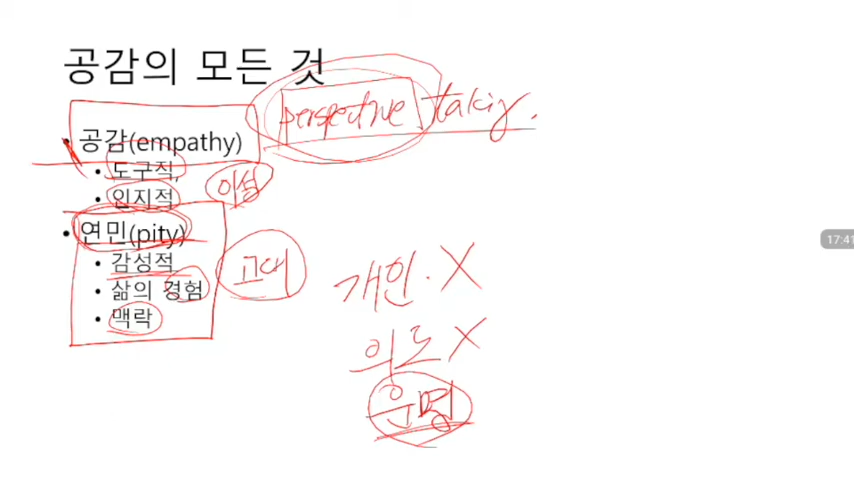 공감의 모든 것
perspective taking.
• 공감(empathy)
• 도구적,
• 인지적
이성
• 연민(pity)
• 감성적
고대
• 삶의 경험
• 맥락
개인. X
의도 X
운명
17:41